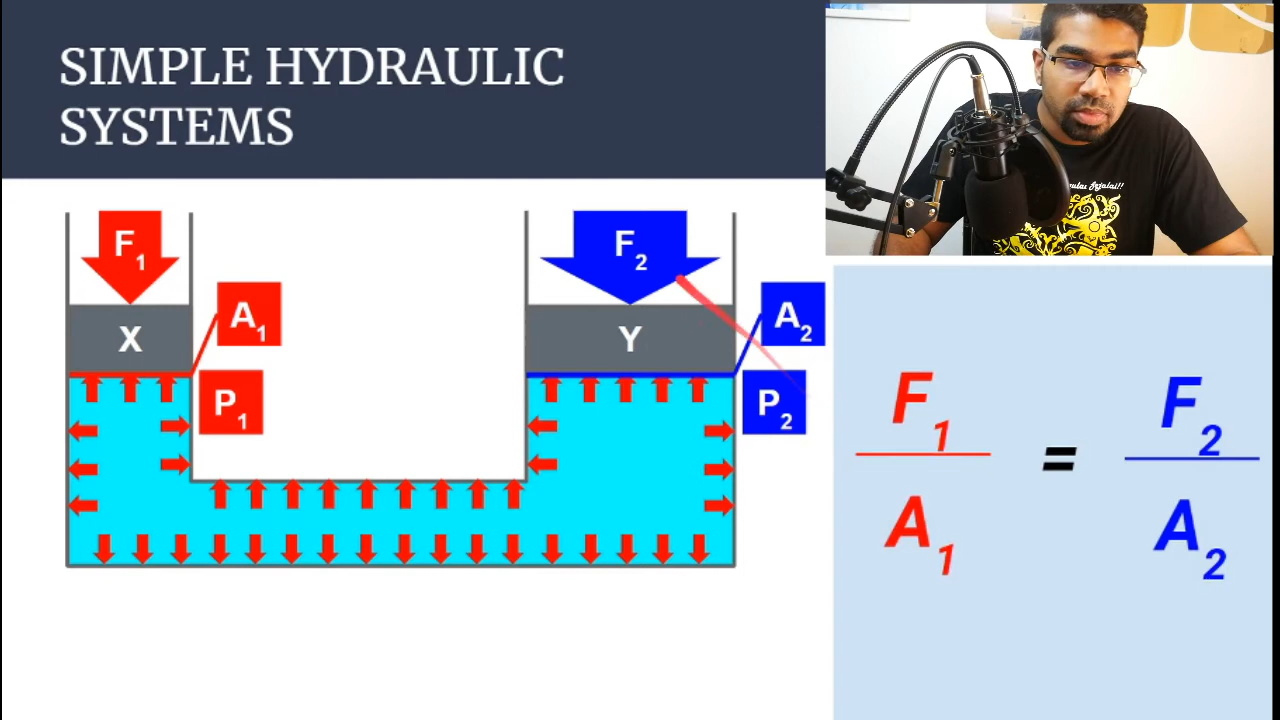 SIMPLE HYDRAULIC
SYSTEMS
F1
F2
A1
A2
X
Y
P1
P2
F1
A1
=
F2
A2